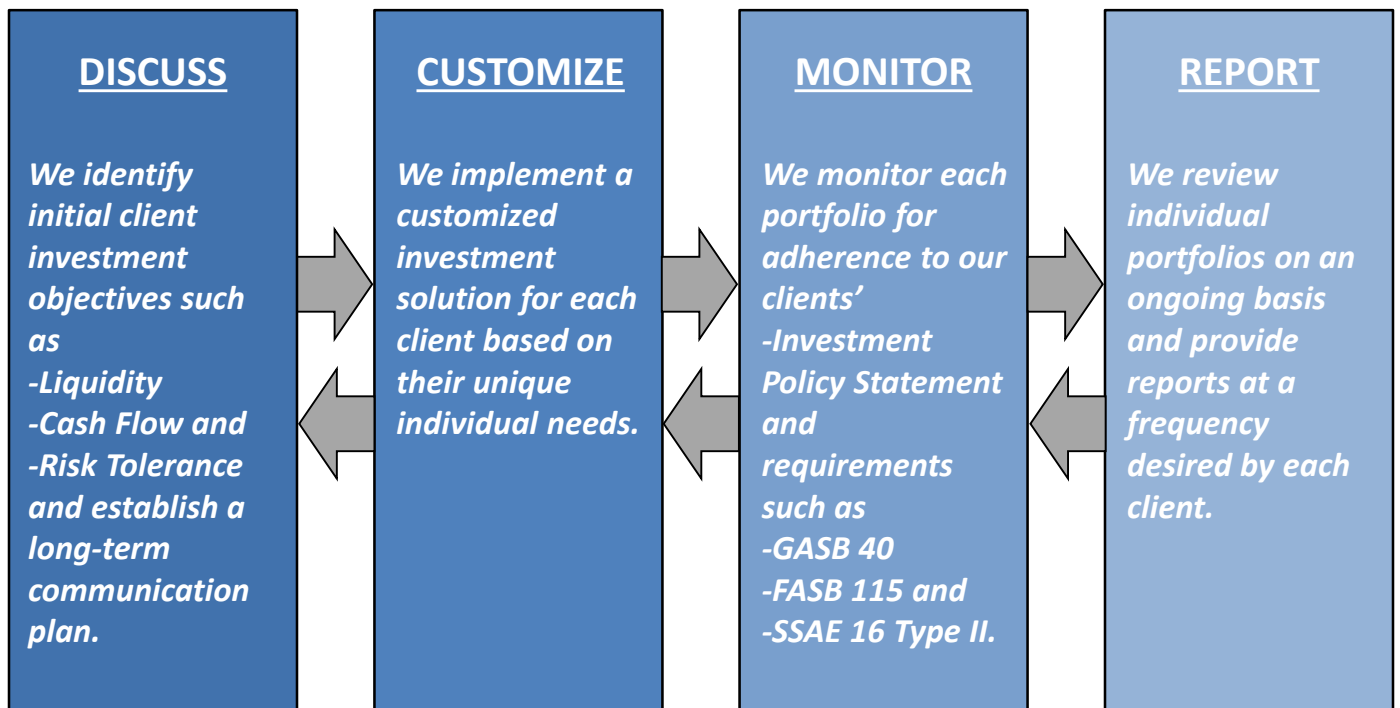 DISCUSS
We identify
initial client
investment
objectives such
as
-Liquidity
-Cash Flow and
-Risk Tolerance
and establish a
long-term
communication
plan.
CUSTOMIZE
We implement a
customized
investment
solution for each
client based on
their unique
individual needs.
MONITOR
We monitor each
portfolio for
adherence to our
clients’
-Investment
Policy Statement
and
requirements
such as
-GASB 40
-FASB 115 and
-SSAE 16 Type II.
REPORT
We review
individual
portfolios on an
ongoing basis
and provide
reports at a
frequency
desired by each
client.